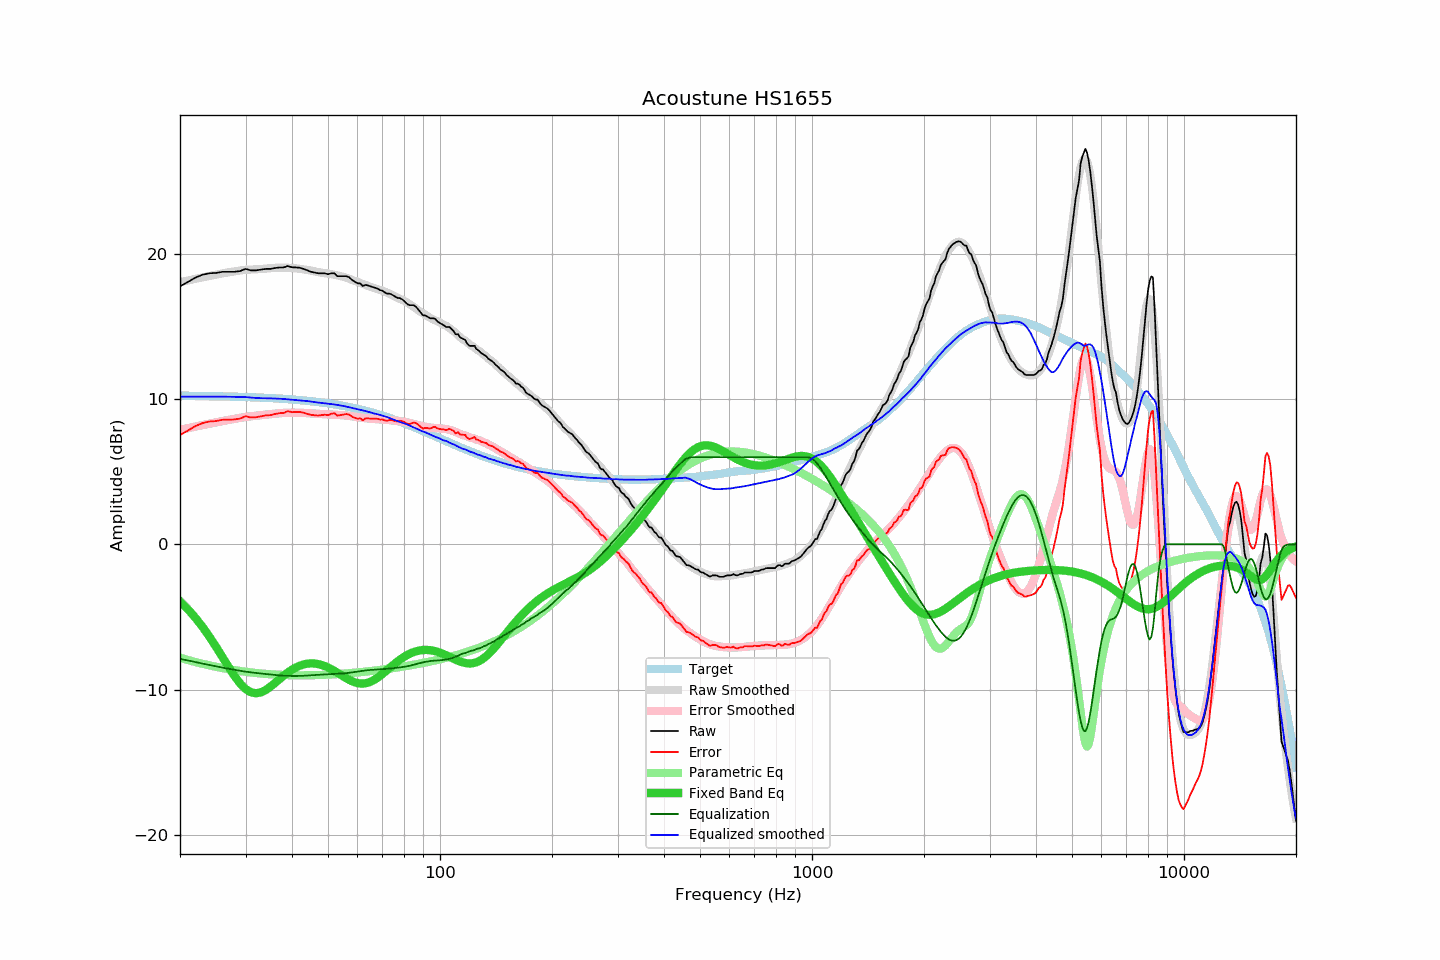 Acoustune HS1655
Amplitude (dBr)
20
10
0
−10
−20
Target
Raw Smoothed
Error Smoothed
Raw
Error
Parametric Eq
Fixed Band Eq
Equalization
Equalized smoothed
100
1000
10000
Frequency (Hz)